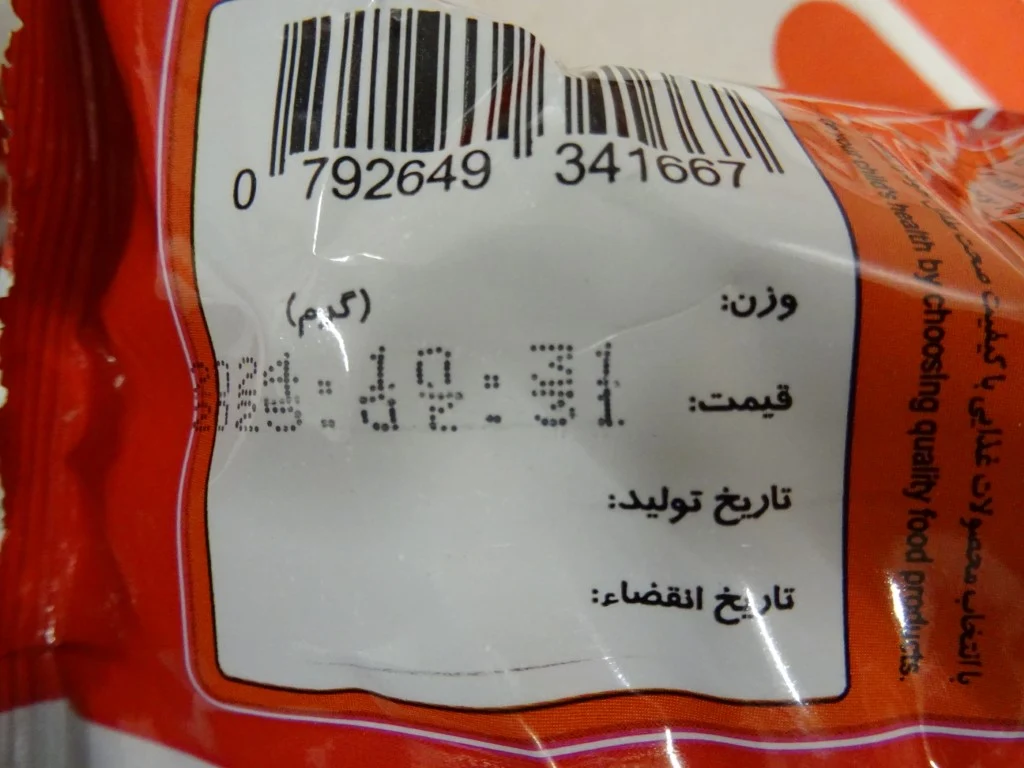 0 792649 341667
وزن: (گرم)
قیمت:
تاریخ تولید:
تاریخ انقضاء:
child's health by choosing quality food products.
با انتخاب محصولات غذایی با کیفیت